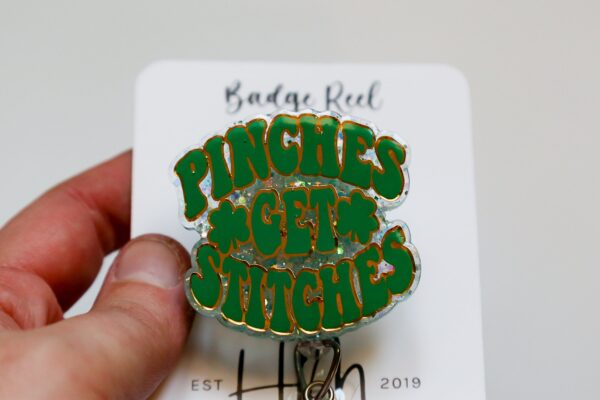 Badge Reel
PINCHES
GET
STITCHES
EST 2019